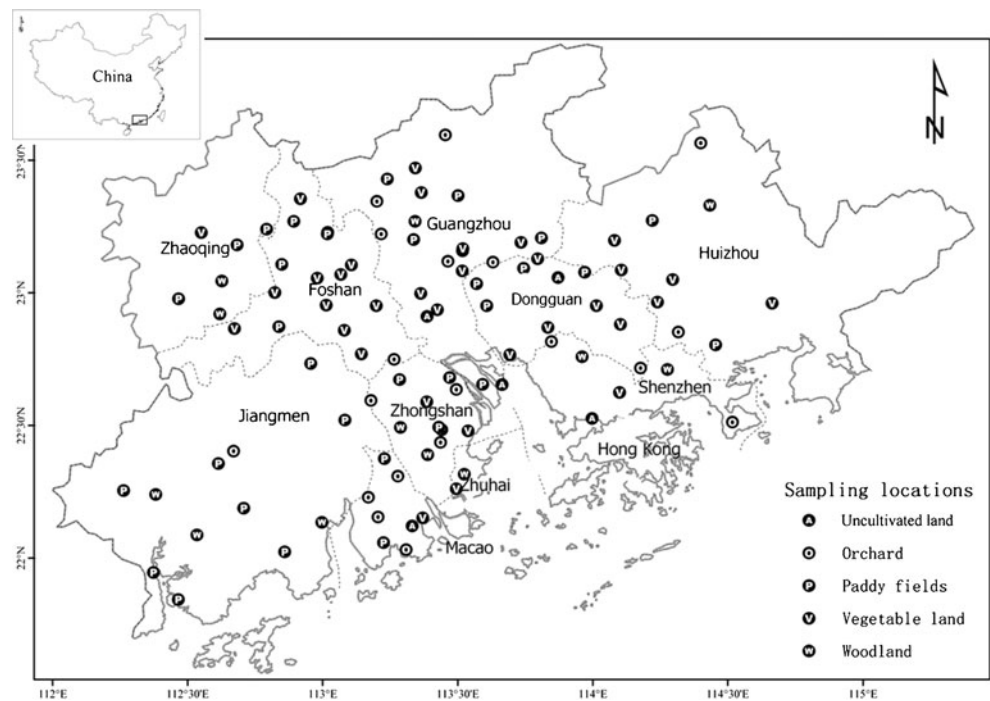 China
N
23°30'N
23°N
22°30'N
22°N
Guangzhou
Zhaoqing
Huizhou
Foshan
Dongguan
Shenzhen
Jiangmen
Zhongshan
Hong Kong
Zhuhai
Macao
Sampling locations
A Uncultivated land
Orchard
P Paddy fields
V Vegetable land
W Woodland
112°E
112°30'E
113°E
113°30'E
114°E
114°30'E
115°E